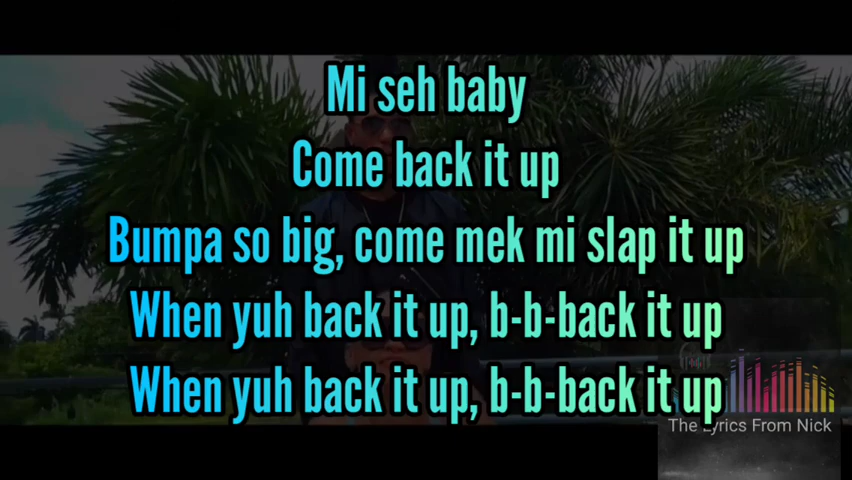 Mi seh baby
Come back it up
Bumpa so big, come mek mi slap it up
When yuh back it up, b-b-back it up
When yuh back it up, b-b-back it up
The Lyrics From Nick